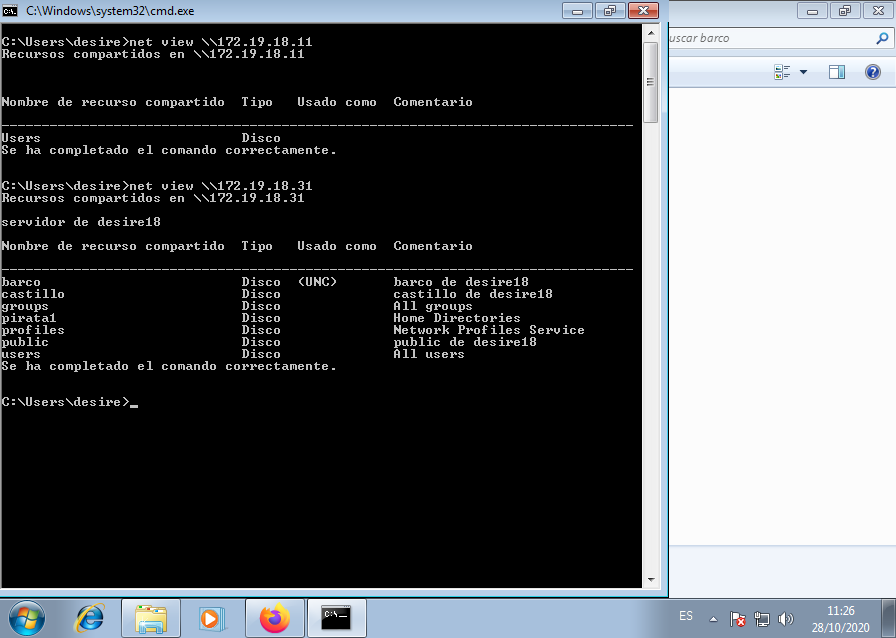 C:\Windows\system32\cmd.exe
C:\Users\desire>net view \\172.19.18.11
Recursos compartidos en \\172.19.18.11
Nombre de recurso compartido Tipo Usado como Comentario
-------------------------------------------------------------------------------
Users Disco
Se ha completado el comando correctamente.
C:\Users\desire>net view \\172.19.18.31
Recursos compartidos en \\172.19.18.31
servidor de desire18
Nombre de recurso compartido Tipo Usado como Comentario
-------------------------------------------------------------------------------
barco Disco (UNC) barco de desire18
castillo Disco castillo de desire18
groups Disco All groups
pirata1 Disco Home Directories
profiles Disco Network Profiles Service
public Disco public de desire18
users Disco All users
Se ha completado el comando correctamente.
C:\Users\desire>_
uscar barco
ES
11:26
28/10/2020